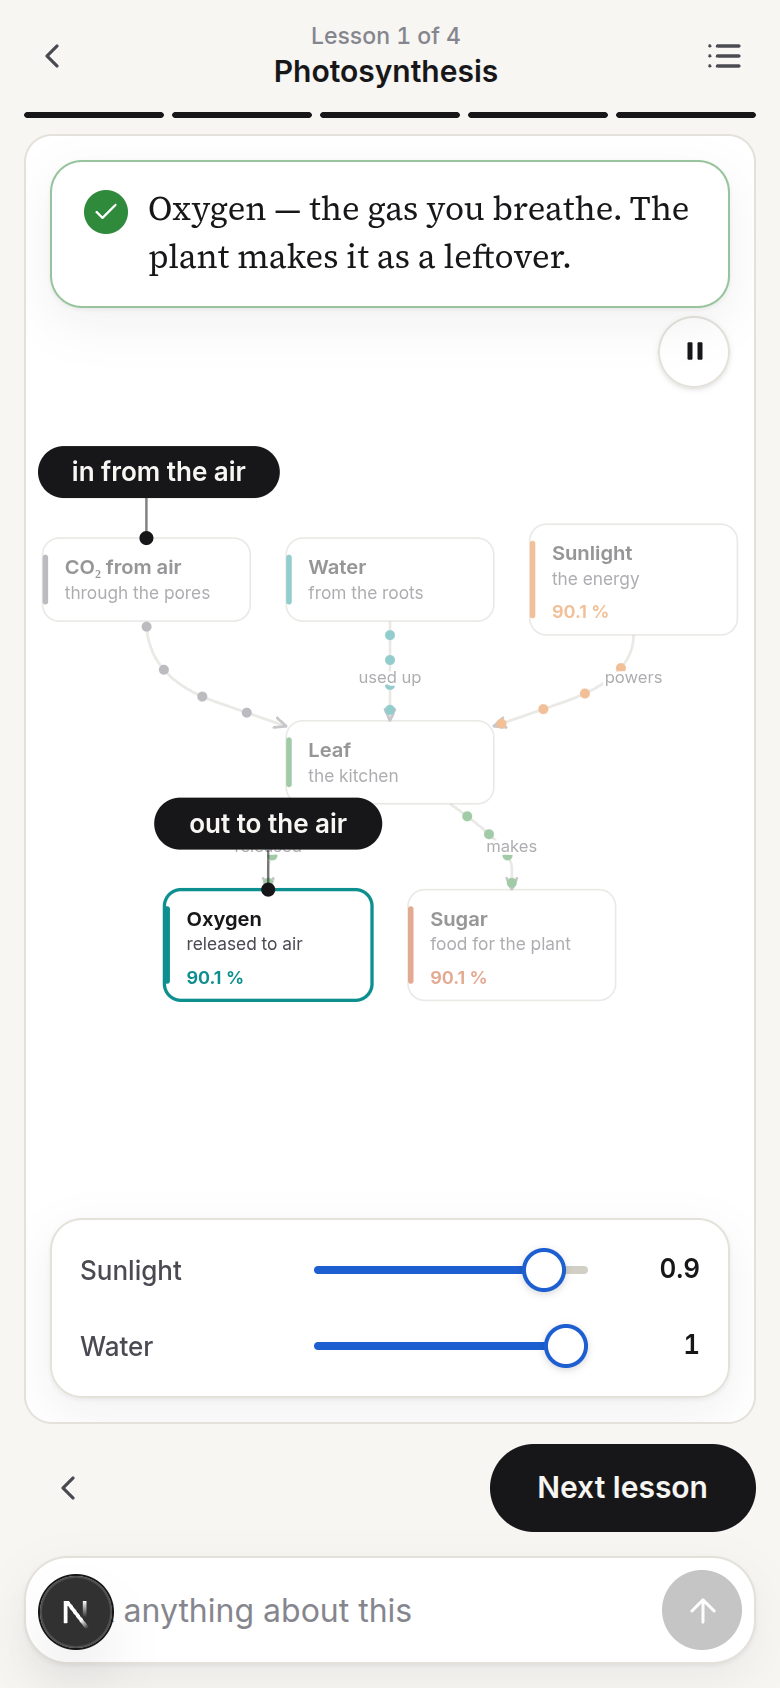 Lesson 1 of 4
Photosynthesis
Oxygen — the gas you breathe. The
plant makes it as a leftover.
in from the air
CO₂ from air
through the pores
Water
from the roots
Sunlight
the energy
90.1 %
used up
powers
Leaf
the kitchen
out to the air
makes
Oxygen
released to air
90.1 %
Sugar
food for the plant
90.1 %
Sunlight
0.9
Water
1
Next lesson
N
anything about this